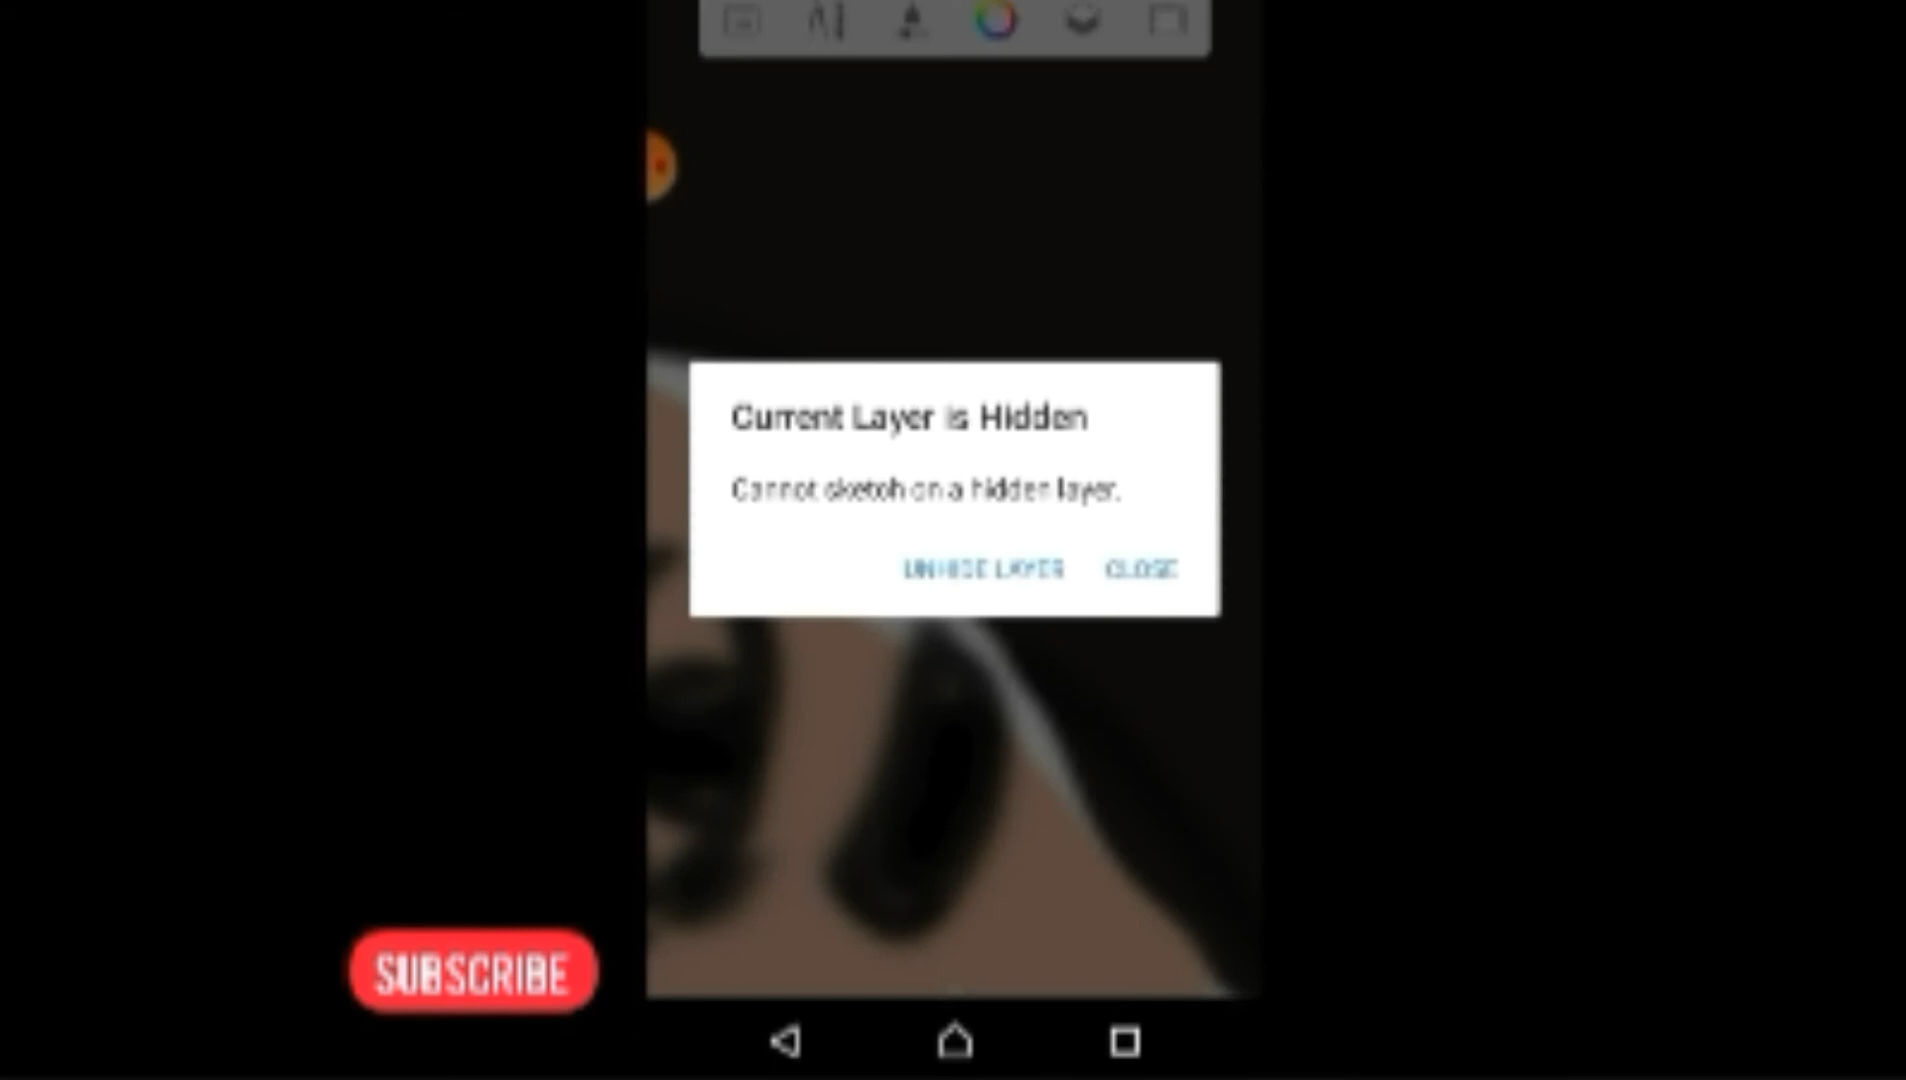 Current Layer is Hidden
Cannot sketch on a hidden layer.
UNHIDE LAYER CLOSE
SUBSCRIBE